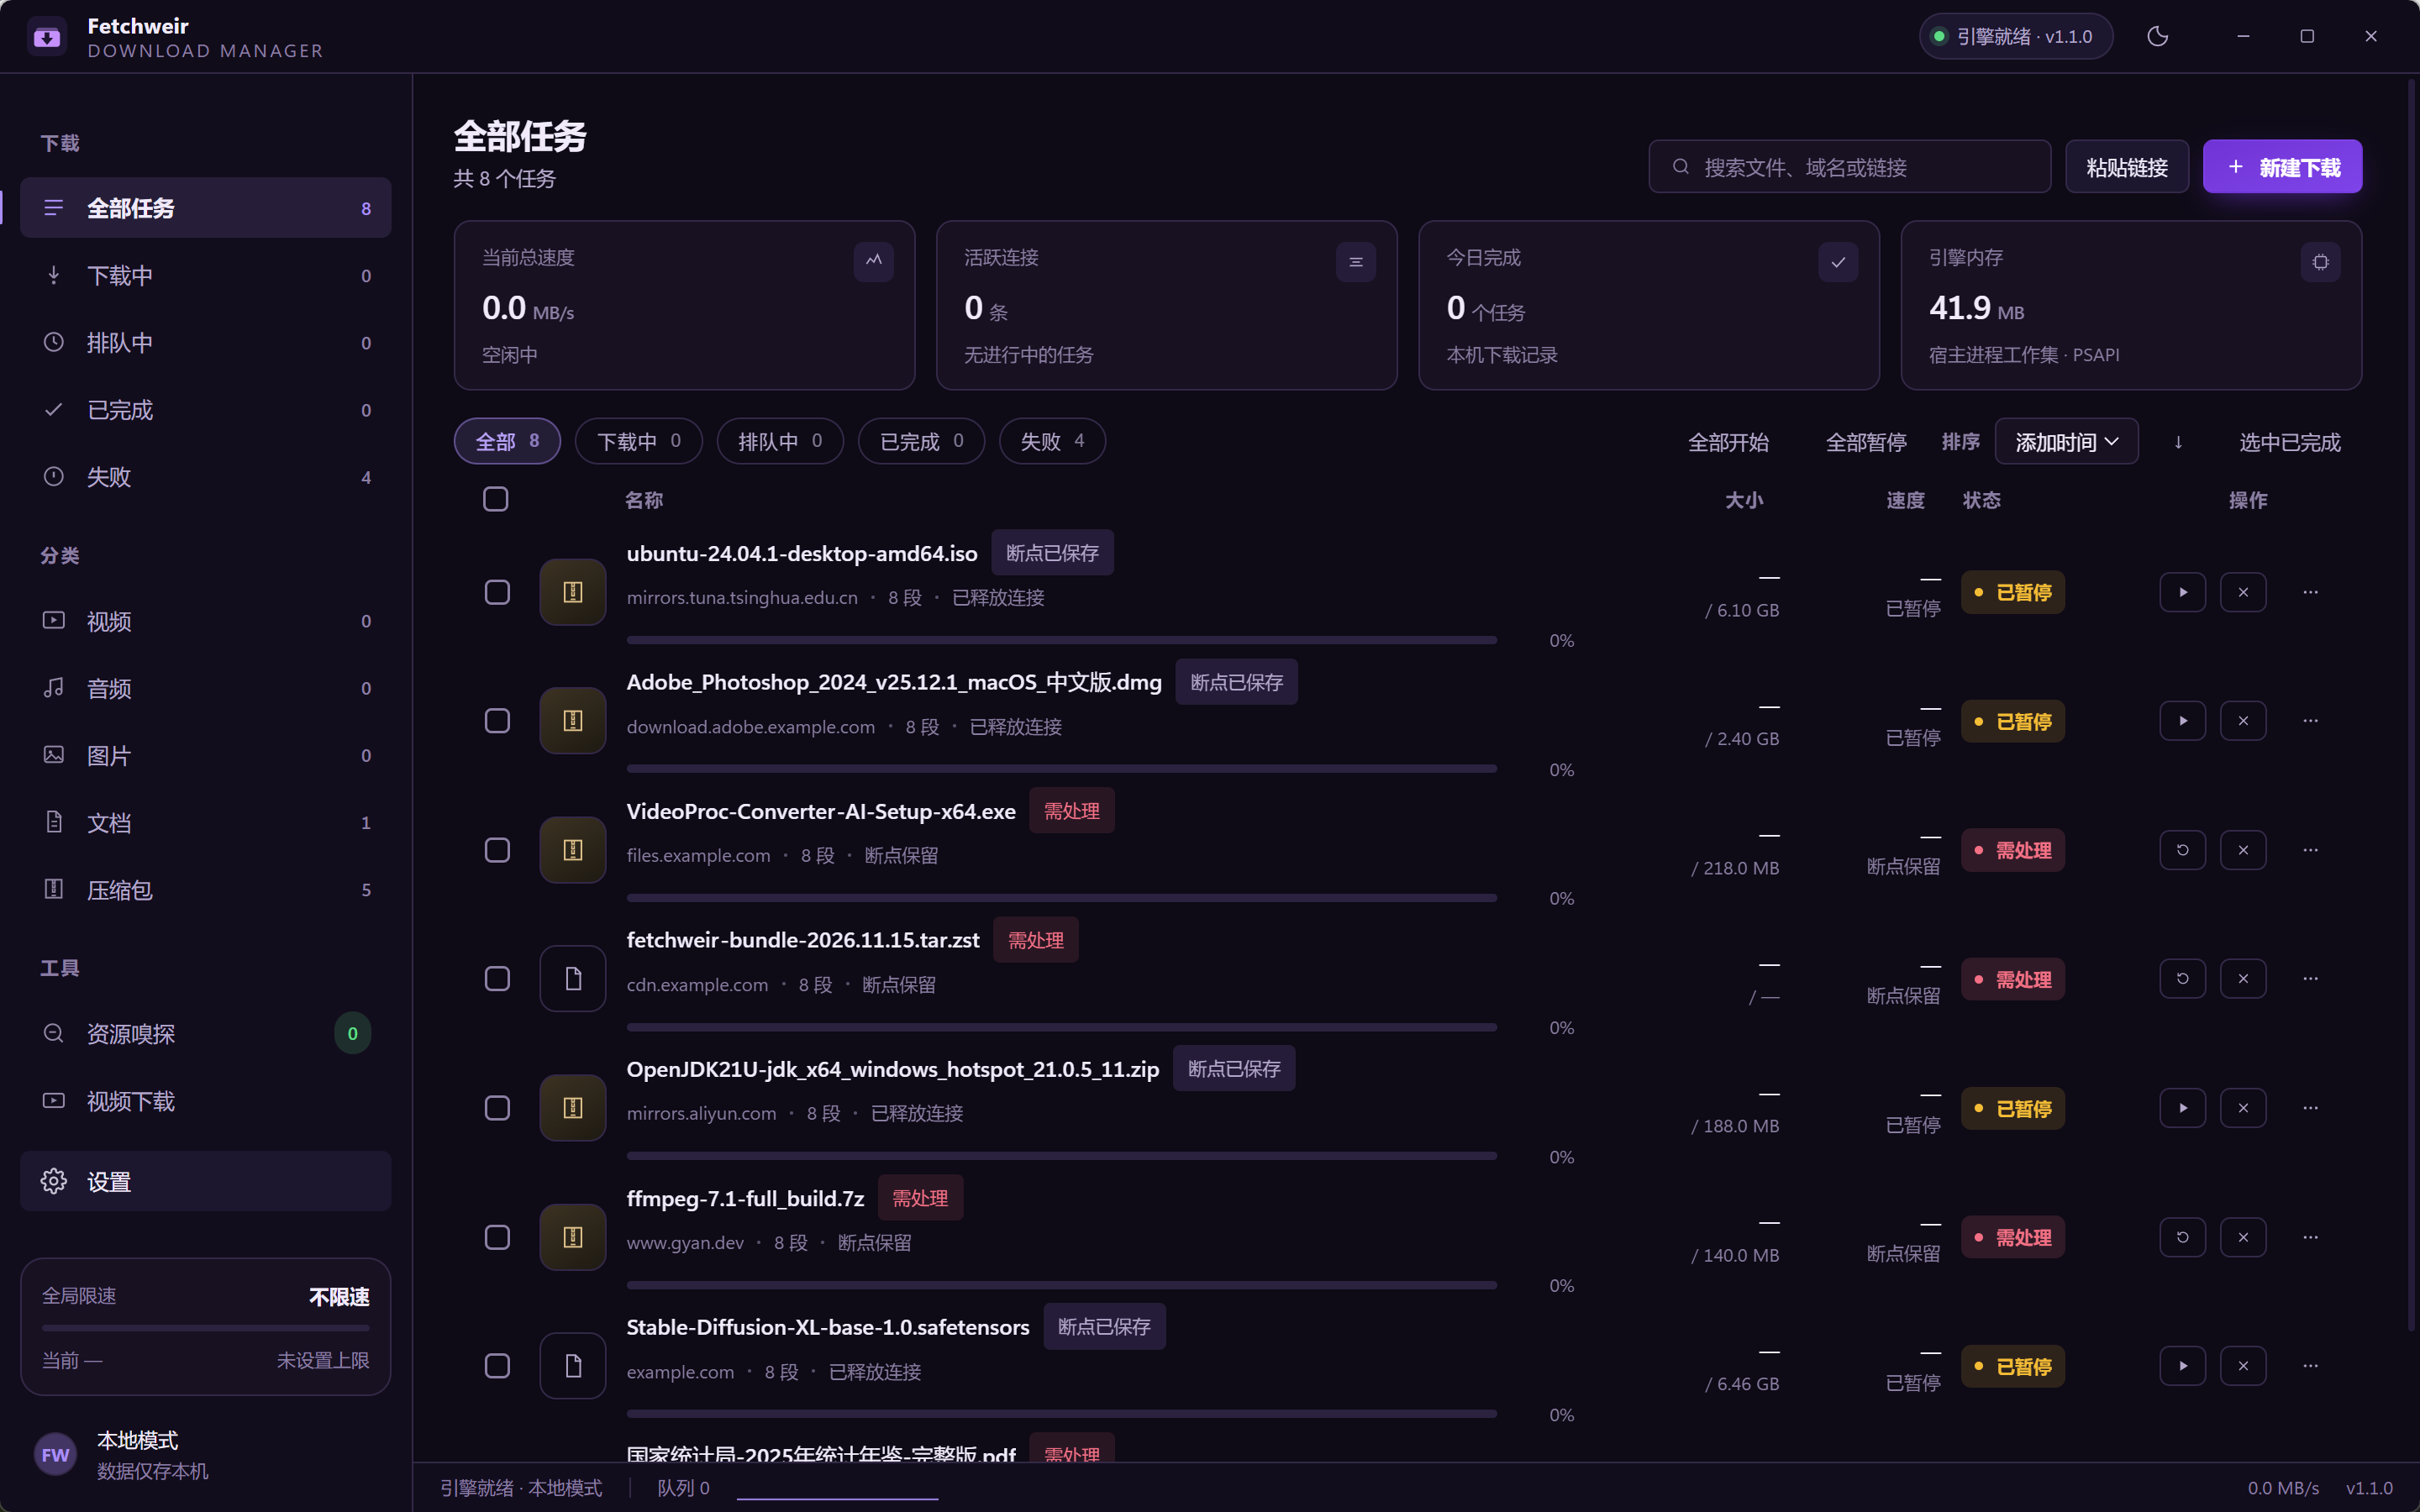 Fetchweir
DOWNLOAD MANAGER
引擎就绪 · v1.1.0
下载
全部任务 8
下载中 0
排队中 0
已完成 0
失败 4
分类
视频 0
音频 0
图片 0
文档 1
压缩包 5
工具
资源嗅探 0
视频下载
设置
全局限速 不限速
当前 — 未设置上限
FW
本地模式
数据仅存本机
全部任务
共 8 个任务
搜索文件、域名或链接
粘贴链接
+ 新建下载
当前总速度
0.0 MB/s
空闲中
活跃连接
0 条
无进行中的任务
今日完成
0 个任务
本机下载记录
引擎内存
41.9 MB
宿主进程工作集 · PSAPI
全部 8 下载中 0 排队中 0 已完成 0 失败 4
全部开始 全部暂停 排序 添加时间 ↓ 选中已完成
名称 大小 速度 状态 操作
ubuntu-24.04.1-desktop-amd64.iso 断点已保存
mirrors.tuna.tsinghua.edu.cn · 8 段 · 已释放连接
0%
—
/ 6.10 GB
—
已暂停
已暂停
Adobe_Photoshop_2024_v25.12.1_macOS_中文版.dmg 断点已保存
download.adobe.example.com · 8 段 · 已释放连接
0%
—
/ 2.40 GB
—
已暂停
已暂停
VideoProc-Converter-AI-Setup-x64.exe 需处理
files.example.com · 8 段 · 断点保留
0%
—
/ 218.0 MB
—
断点保留
需处理
fetchweir-bundle-2026.11.15.tar.zst 需处理
cdn.example.com · 8 段 · 断点保留
0%
—
/ —
—
断点保留
需处理
OpenJDK21U-jdk_x64_windows_hotspot_21.0.5_11.zip 断点已保存
mirrors.aliyun.com · 8 段 · 已释放连接
0%
—
/ 188.0 MB
—
已暂停
已暂停
ffmpeg-7.1-full_build.7z 需处理
www.gyan.dev · 8 段 · 断点保留
0%
—
/ 140.0 MB
—
断点保留
需处理
Stable-Diffusion-XL-base-1.0.safetensors 断点已保存
example.com · 8 段 · 已释放连接
0%
—
/ 6.46 GB
—
已暂停
已暂停
国家统计局-2025年统计年鉴-完整版.pdf 需处理
引擎就绪 · 本地模式 队列 0
0.0 MB/s v1.1.0